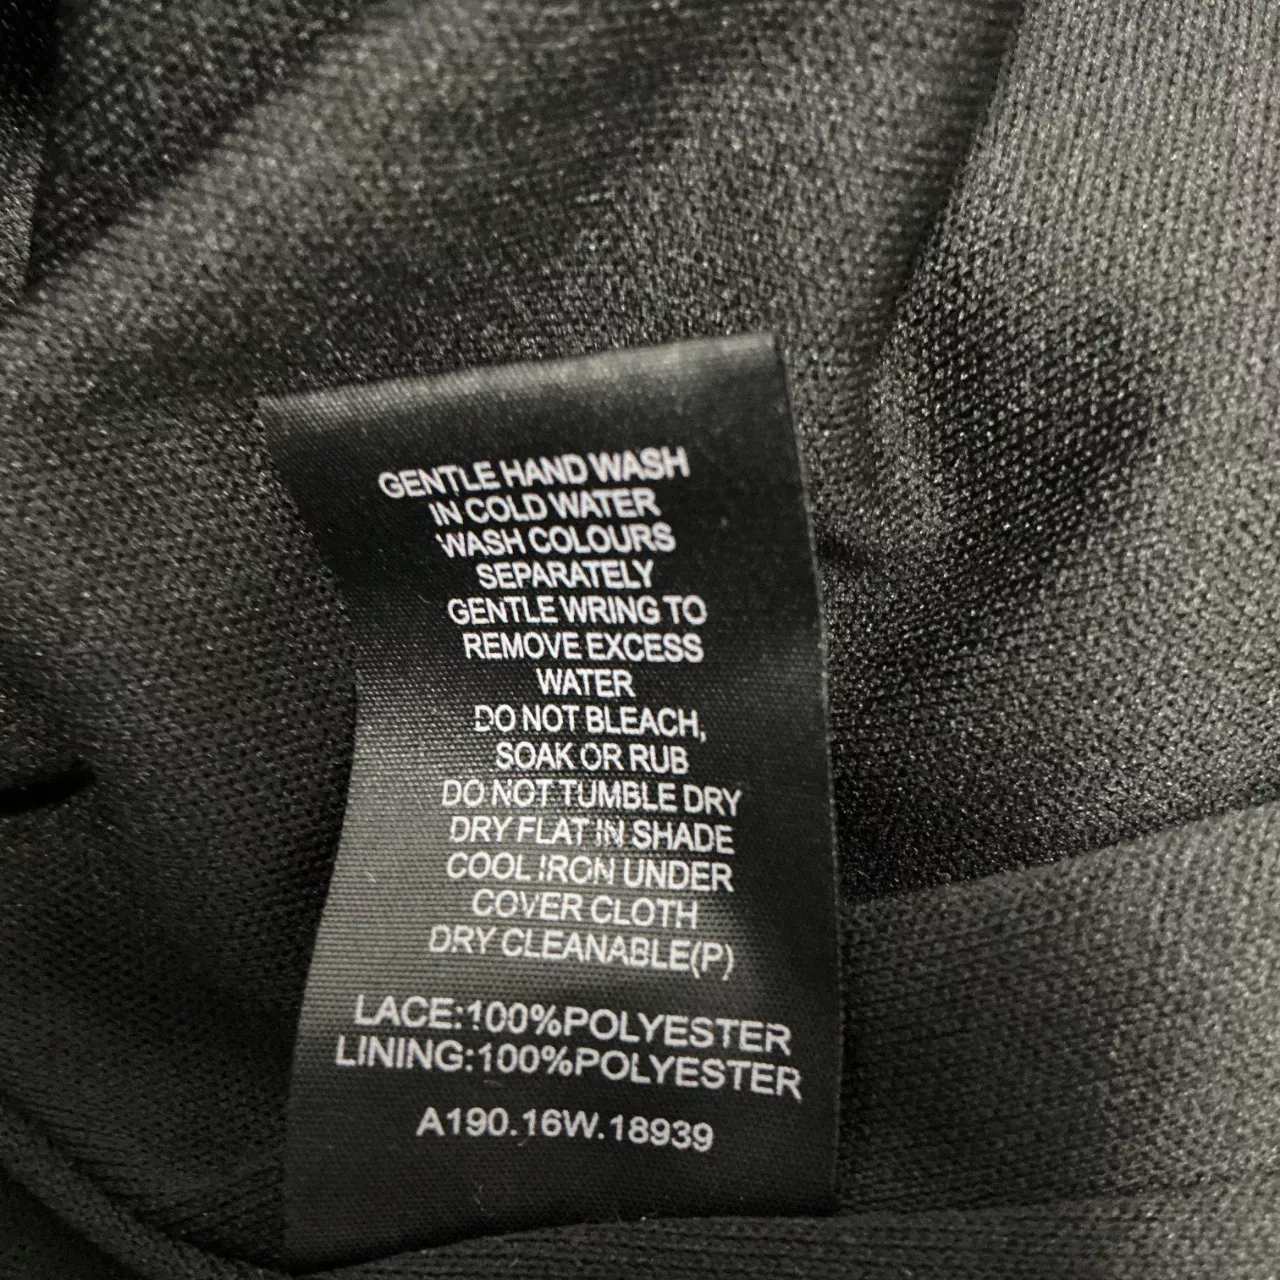 GENTLE HAND WASH
IN COLD WATER
WASH COLOURS
SEPARATELY
GENTLE WRING TO
REMOVE EXCESS
WATER
DO NOT BLEACH,
SOAK OR RUB
DO NOT TUMBLE DRY
DRY FLAT IN SHADE
COOL IRON UNDER
COVER CLOTH
DRY CLEANABLE(P)
LACE:100%POLYESTER
LINING:100%POLYESTER
A190.16W.18939